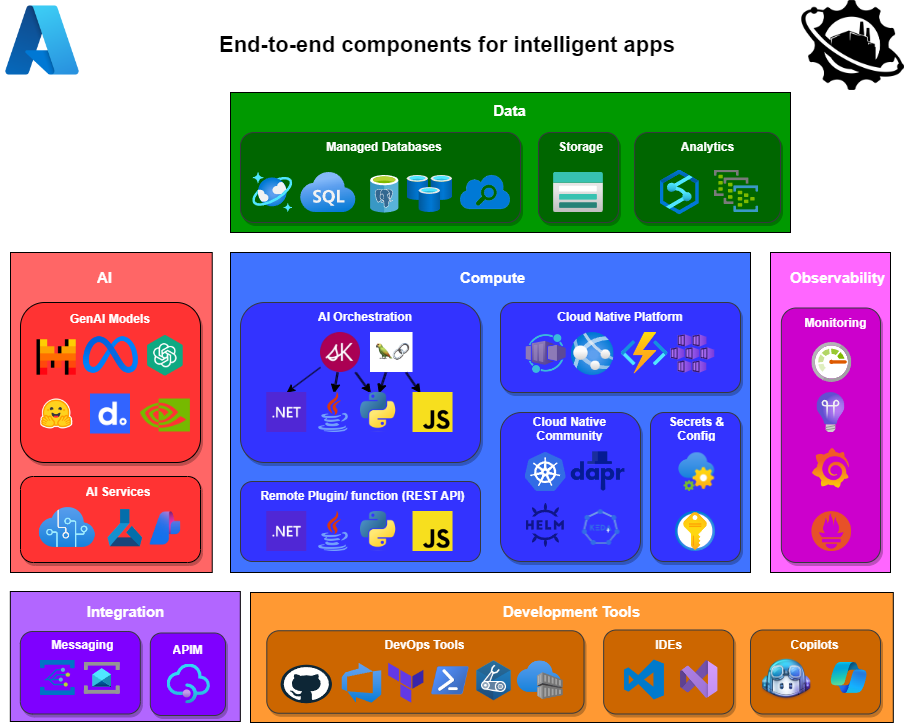 End-to-end components for intelligent apps
Data
Managed Databases
Storage
Analytics
SQL
AI
GenAI Models
d.
AI Services
Compute
AI Orchestration
SK
.NET
JS
Remote Plugin/ function (REST API)
.NET
JS
Cloud Native Platform
Cloud Native
Community
dapr
HELM
KEDA
Secrets &
Config
Observability
Monitoring
Integration
Messaging
APIM
Development Tools
DevOps Tools
IDEs
Copilots